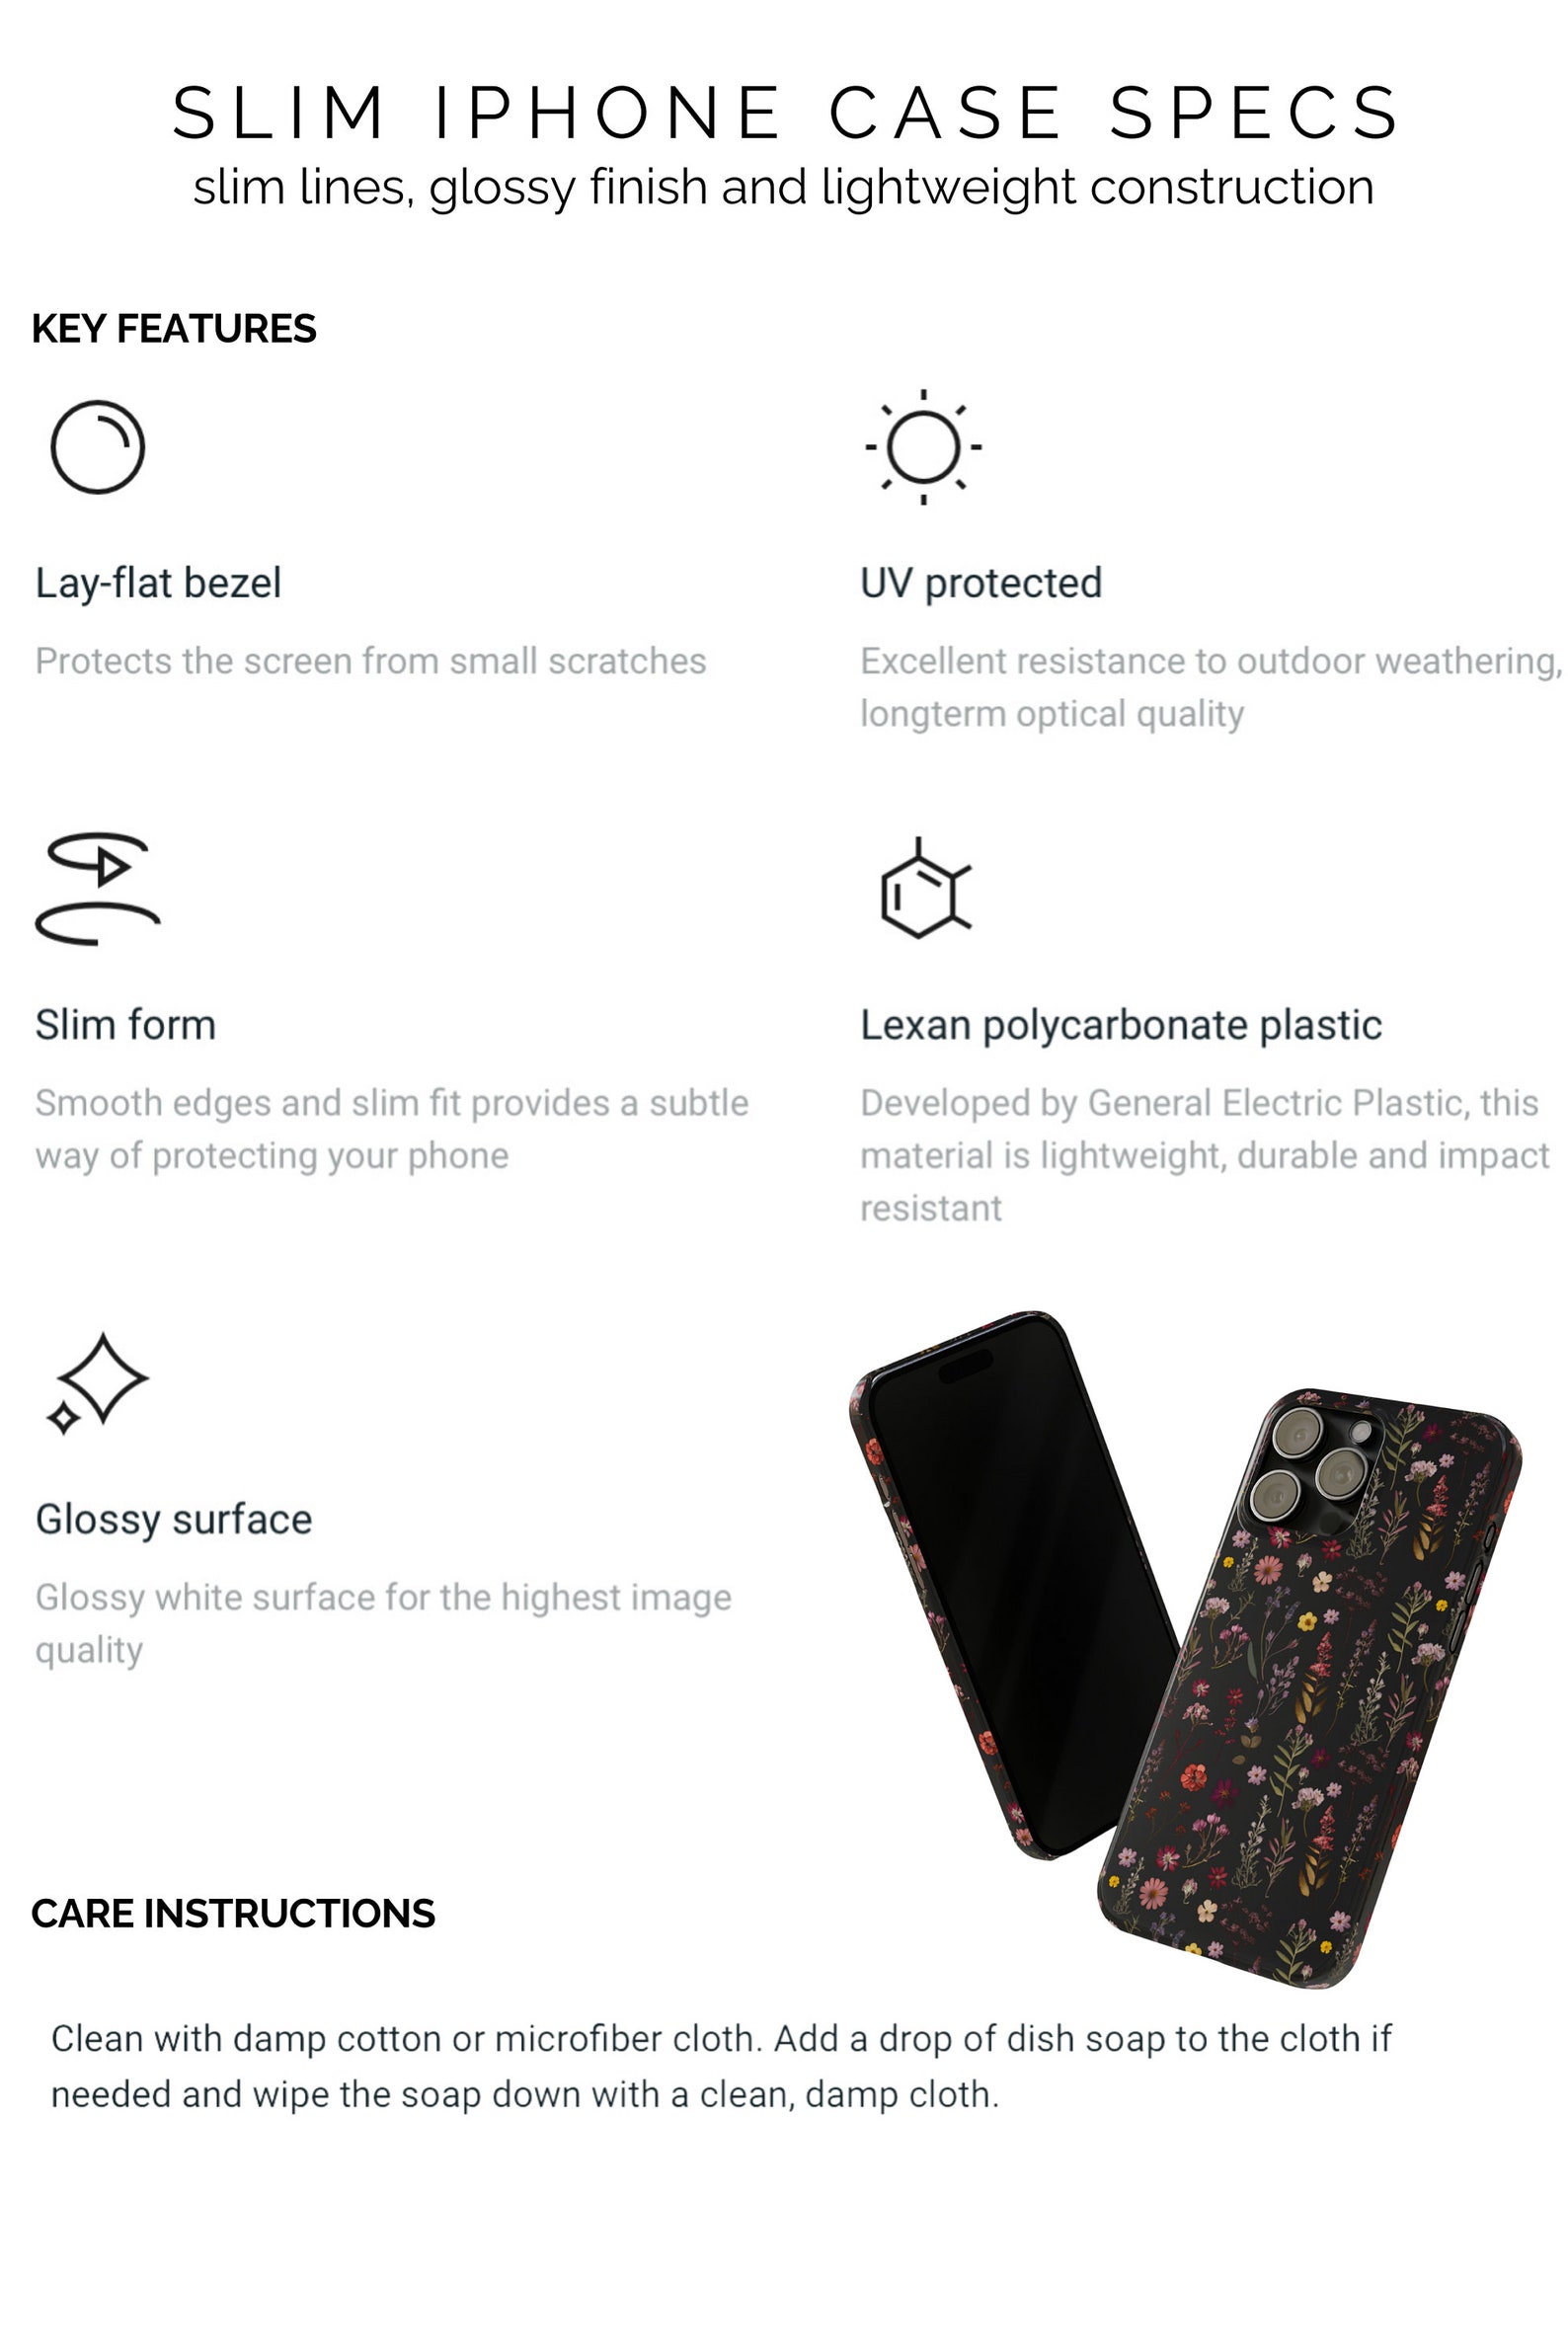 SLIM IPHONE CASE SPECS
slim lines, glossy finish and lightweight construction
KEY FEATURES
Lay-flat bezel
Protects the screen from small scratches
UV protected
Excellent resistance to outdoor weathering,
longterm optical quality
Slim form
Smooth edges and slim fit provides a subtle
way of protecting your phone
Lexan polycarbonate plastic
Developed by General Electric Plastic, this
material is lightweight, durable and impact
resistant
Glossy surface
Glossy white surface for the highest image
quality
CARE INSTRUCTIONS
Clean with damp cotton or microfiber cloth. Add a drop of dish soap to the cloth if
needed and wipe the soap down with a clean, damp cloth.